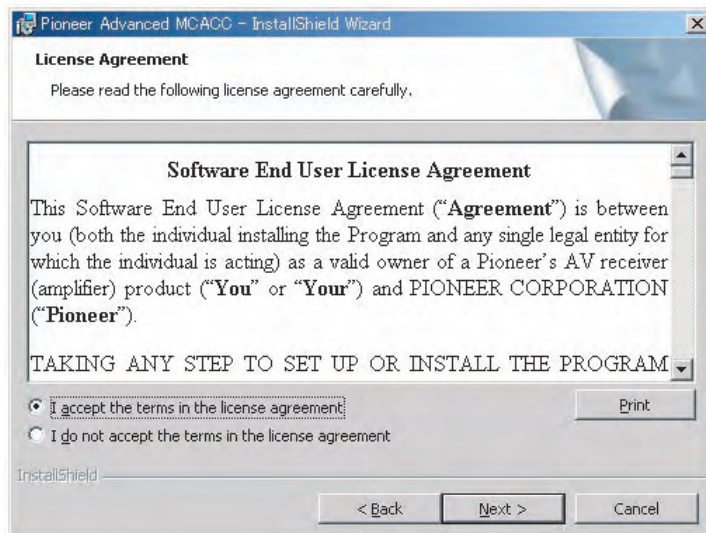 Pioneer Advanced MCACC - InstallShield Wizard
License Agreement
Please read the following license agreement carefully.
Software End User License Agreement
This Software End User License Agreement (“Agreement”) is between
you (both the individual installing the Program and any single legal entity for
which the individual is acting) as a valid owner of a Pioneer’s AV receiver
(amplifier) product (“You” or “Your”) and PIONEER CORPORATION
(“Pioneer”).
TAKING ANY STEP TO SET UP OR INSTALL THE PROGRAM
I accept the terms in the license agreement
Print
I do not accept the terms in the license agreement
InstallShield
< Back
Next >
Cancel